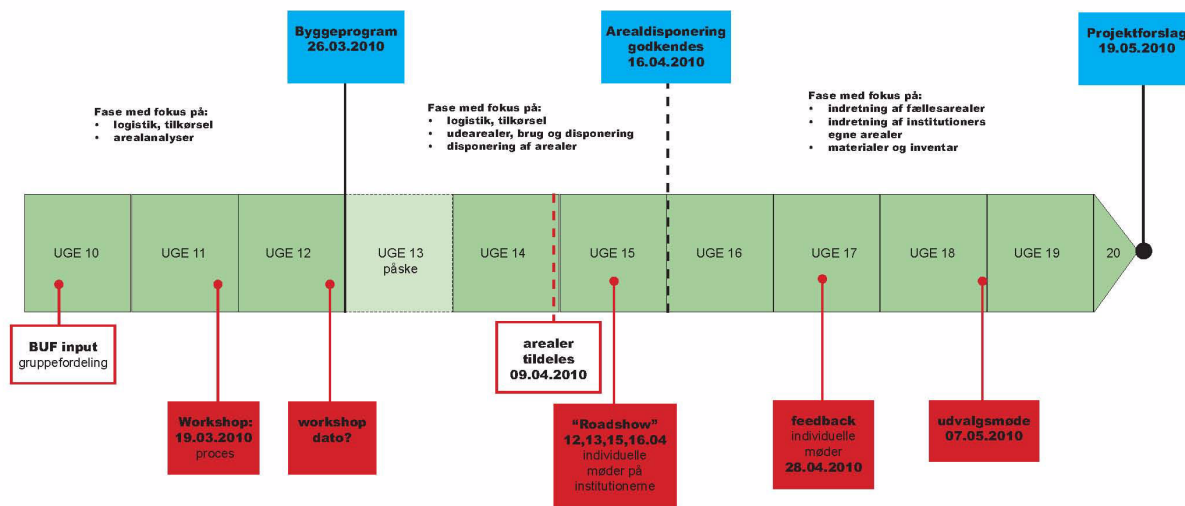 Byggeprogram
26.03.2010
Arealdisponering
godkendes
16.04.2010
Projektforslag
19.05.2010
Fase med fokus på:
• logistik, tilkørsel
• arealanalyser
Fase med fokus på:
• logistik, tilkørsel
• udearealer, brug og disponering
• disponering af arealer
Fase med fokus på:
• indretning af fællesarealer
• indretning af institutioners
egne arealer
• materialer og inventar
UGE 10
UGE 11
UGE 12
UGE 13
påske
UGE 14
UGE 15
UGE 16
UGE 17
UGE 18
UGE 19
20
BUF input
gruppefordeling
Workshop:
19.03.2010
proces
workshop
dato?
arealer
tildeles
09.04.2010
“Roadshow”
12,13,15,16.04
individuelle
møder på
institutionerne
feedback
individuelle
møder
28.04.2010
udvalgsmøde
07.05.2010